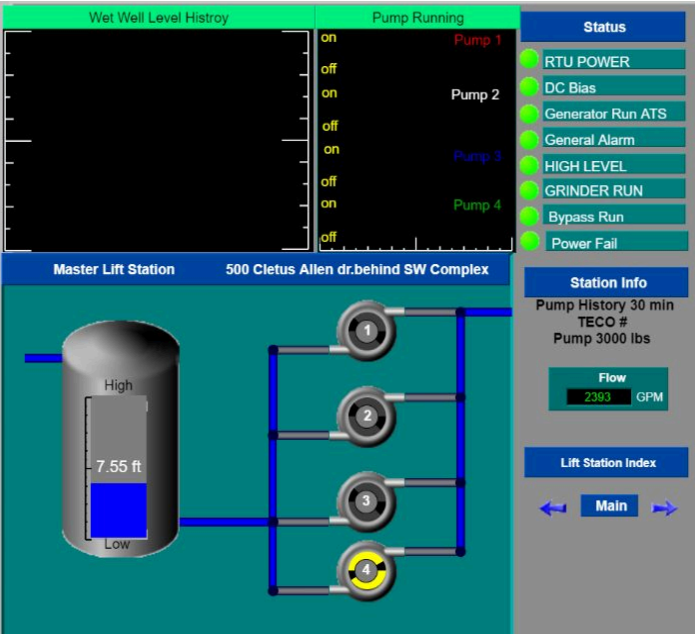 Wet Well Level Histroy
Pump Running
on
Pump 1
off
on
Pump 2
off
on
Pump 3
off
on
Pump 4
off
Status
RTU POWER
DC Bias
Generator Run ATS
General Alarm
HIGH LEVEL
GRINDER RUN
Bypass Run
Power Fail
Master Lift Station
500 Cletus Allen dr.behind SW Complex
High
7.55 ft
Low
1
2
3
4
Station Info
Pump History 30 min
TECO #
Pump 3000 lbs
Flow
2393 GPM
Lift Station Index
Main